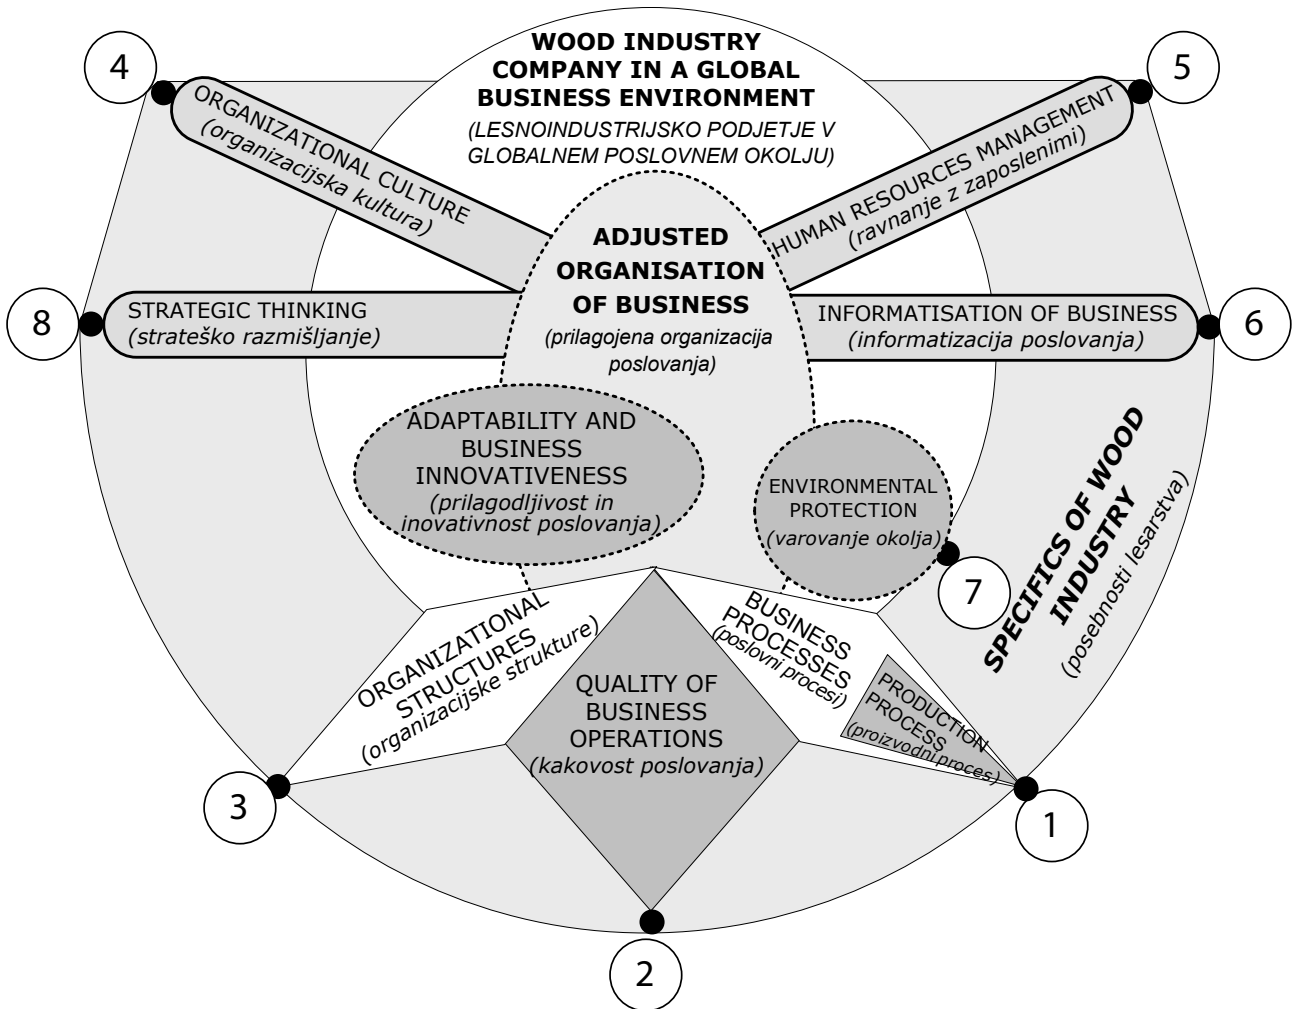 WOOD INDUSTRY
COMPANY IN A GLOBAL
BUSINESS ENVIRONMENT
(LESNOINDUSTRIJSKO PODJETJE V
GLOBALNEM POSLOVNEM OKOLJU)
4
ORGANIZATIONAL CULTURE
(organizacijska kultura)
5
HUMAN RESOURCES MANAGEMENT
(ravnanje z zaposlenimi)
ADJUSTED
ORGANISATION
OF BUSINESS
(prilagojena organizacija
poslovanja)
8
STRATEGIC THINKING
(strateško razmišljanje)
INFORMATISATION OF BUSINESS
(informatizacija poslovanja)
6
ADAPTABILITY AND
BUSINESS
INNOVATIVENESS
(prilagodljivost in
inovativnost poslovanja)
ENVIRONMENTAL
PROTECTION
(varovanje okolja)
7
SPECIFICS OF WOOD
INDUSTRY
(posebnosti lesarstva)
ORGANIZATIONAL
STRUCTURES
(organizacijske strukture)
BUSINESS
PROCESSES
(poslovni procesi)
QUALITY OF
BUSINESS
OPERATIONS
(kakovost poslovanja)
PRODUCTION
PROCESS
(proizvodni proces)
3
1
2